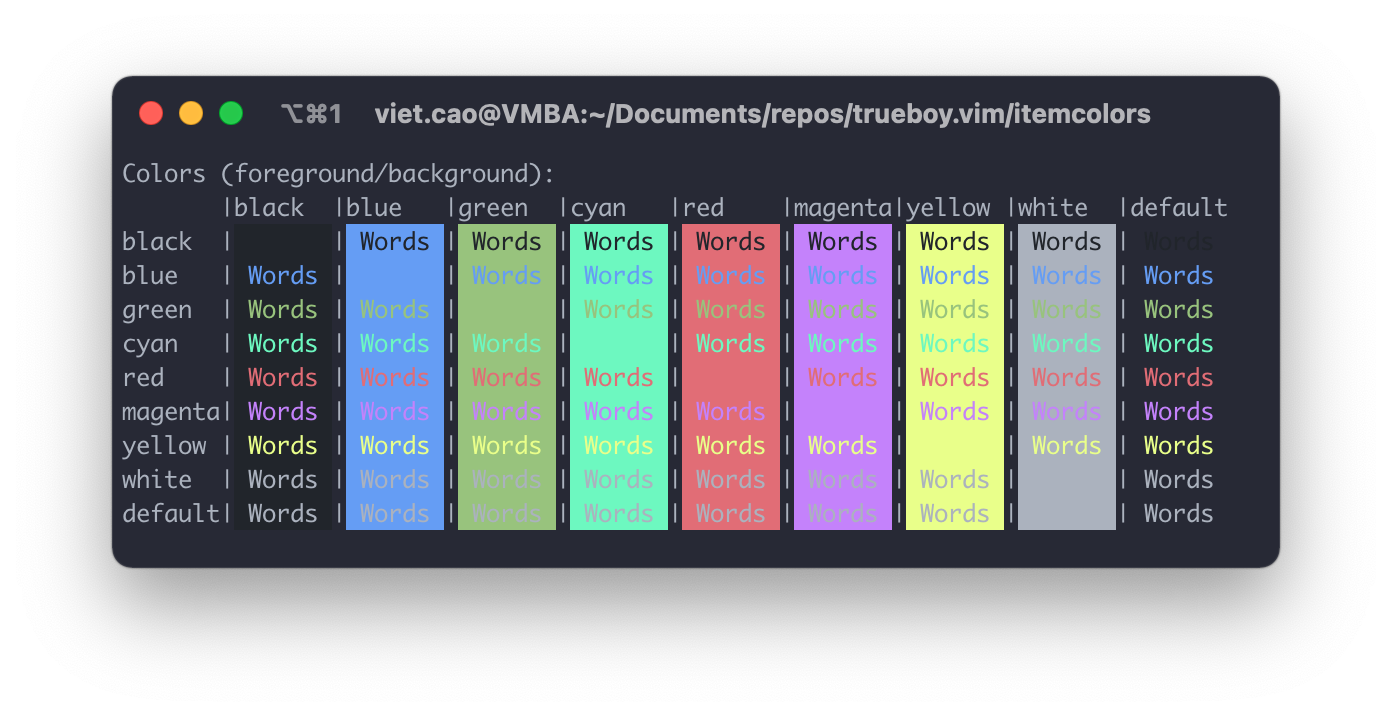 ⌥⌘1 viet.cao@VMBA:~/Documents/repos/trueboy.vim/itemcolors
Colors (foreground/background):
|black |blue |green |cyan |red |magenta|yellow |white |default
black | | Words | Words | Words | Words | Words | Words | Words | Words
blue | Words | | Words | Words | Words | Words | Words | Words | Words
green | Words | Words | | Words | Words | Words | Words | Words | Words
cyan | Words | Words | Words | | Words | Words | Words | Words | Words
red | Words | Words | Words | Words | | Words | Words | Words | Words
magenta| Words | Words | Words | Words | Words | | Words | Words | Words
yellow | Words | Words | Words | Words | Words | Words | | Words | Words
white | Words | Words | Words | Words | Words | Words | Words | | Words
default| Words | Words | Words | Words | Words | Words | Words | | Words